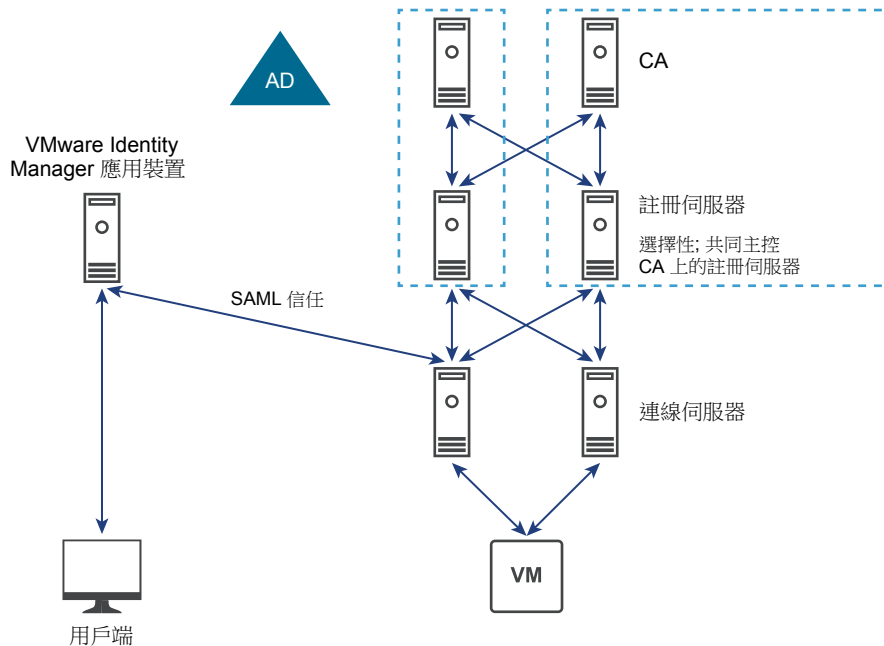 AD
CA
VMware Identity
Manager 應用裝置
註冊伺服器
選擇性; 共同主控
CA 上的註冊伺服器
SAML 信任
連線伺服器
VM
用戶端